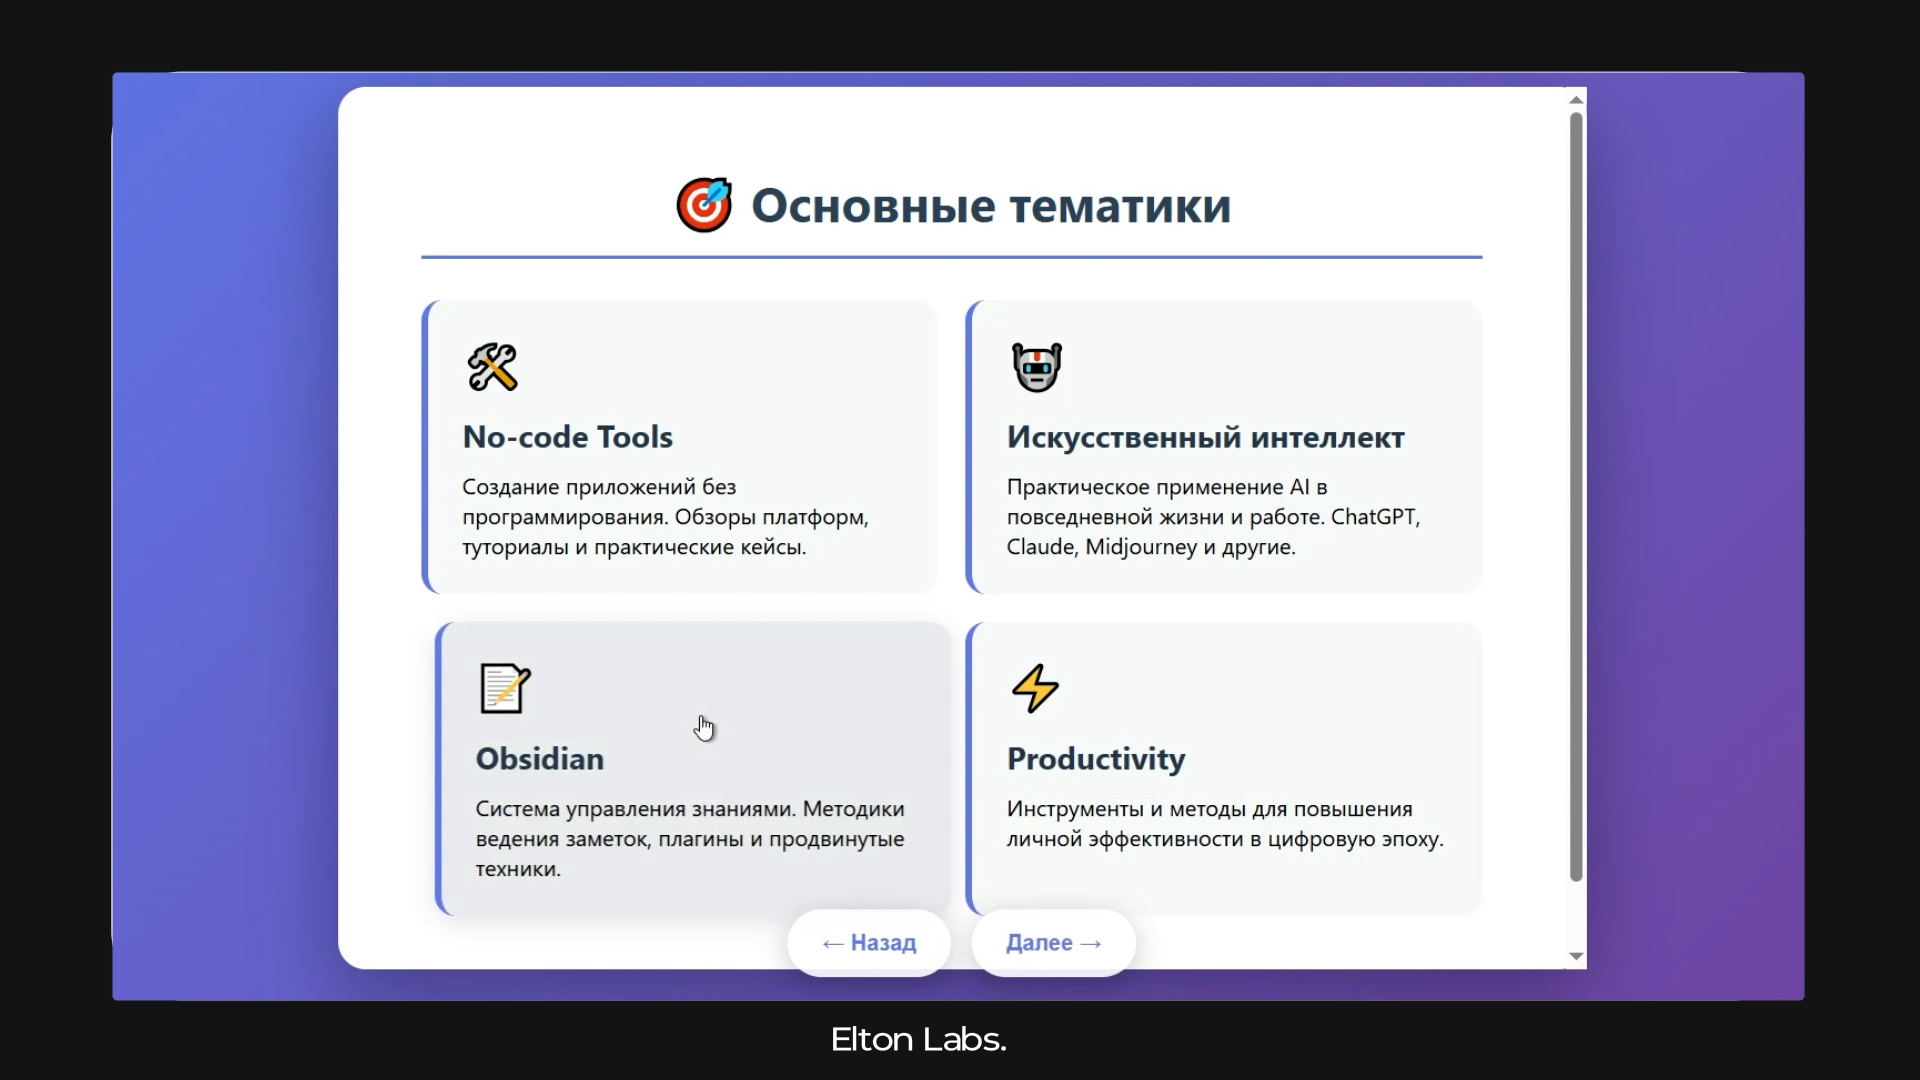 Основные тематики
No-code Tools
Создание приложений без
программирования. Обзоры платформ,
туториалы и практические кейсы.
Искусственный интеллект
Практическое применение AI в
повседневной жизни и работе. ChatGPT,
Claude, Midjourney и другие.
Obsidian
Система управления знаниями. Методики
ведения заметок, плагины и продвинутые
техники.
Productivity
Инструменты и методы для повышения
личной эффективности в цифровую эпоху.
← Назад
Далее →
Elton Labs.